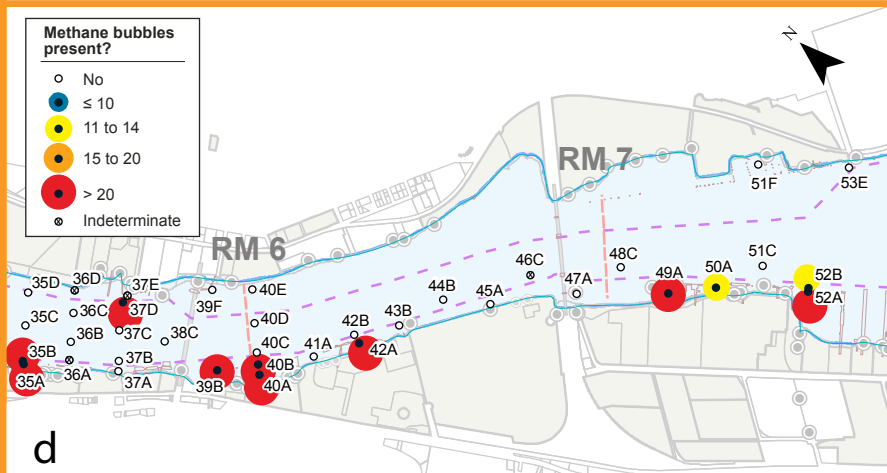 Methane bubbles
present?
No
≤ 10
11 to 14
15 to 20
> 20
Indeterminate
N
RM 7
RM 6
51F
53E
35D
36D
37E
39F
40E
44B
46C
47A
48C
49A
50A
51C
52B
52A
35C
36C
37D
40D
45A
43B
42B
42A
41A
40C
38C
37C
36B
35B
35A
36A
37B
37A
39B
40B
40A
d